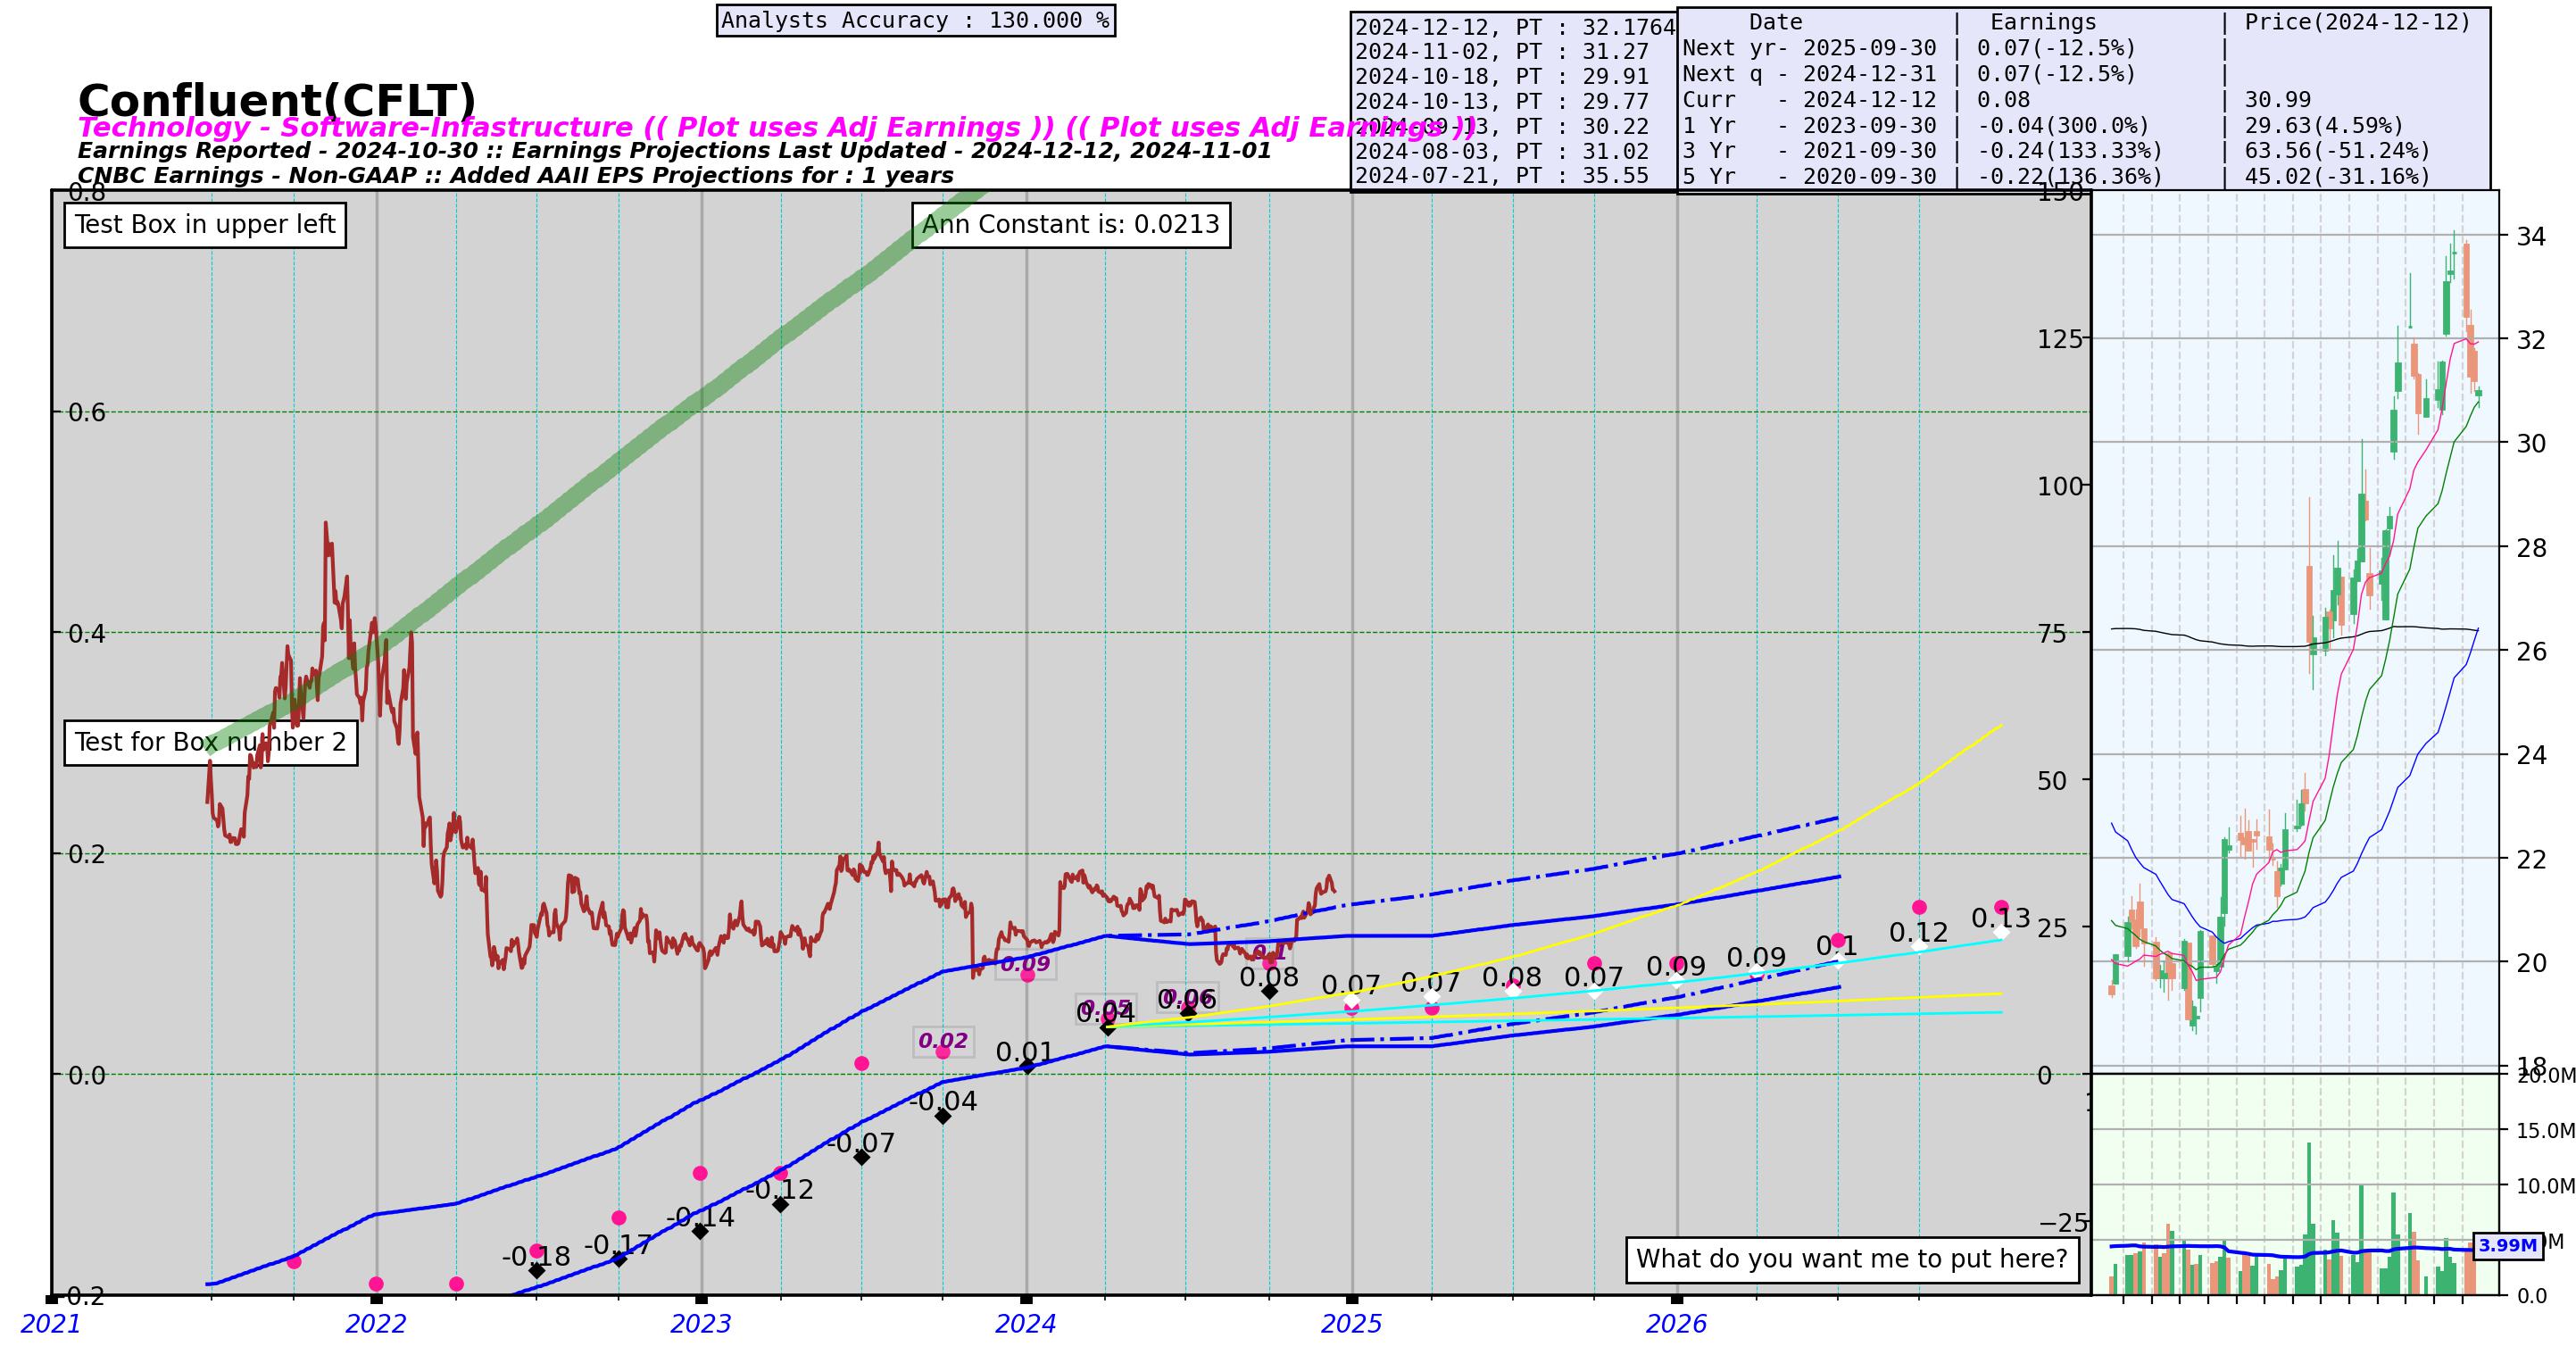 Analysts Accuracy : 130.000 %
2024-12-12, PT : 32.1764
2024-11-02, PT : 31.27
2024-10-18, PT : 29.91
2024-10-13, PT : 29.77
2024-09-13, PT : 30.22
2024-08-03, PT : 31.02
2024-07-21, PT : 35.55
Date | Earnings | Price(2024-12-12)
Next yr- 2025-09-30 | 0.07(-12.5%) |
Next q - 2024-12-31 | 0.07(-12.5%) |
Curr - 2024-12-12 | 0.08 | 30.99
1 Yr - 2023-09-30 | -0.04(300.0%) | 29.63(4.59%)
3 Yr - 2021-09-30 | -0.24(133.33%) | 63.56(-51.24%)
5 Yr - 2020-09-30 | -0.22(136.36%) | 45.02(-31.16%)
Confluent(CFLT)
Technology - Software-Infastructure (( Plot uses Adj Earnings )) (( Plot uses Adj Earnings ))
Earnings Reported - 2024-10-30 :: Earnings Projections Last Updated - 2024-12-12, 2024-11-01
CNBC Earnings - Non-GAAP :: Added AAII EPS Projections for : 1 years
Test Box in upper left
Ann Constant is: 0.0213
Test for Box number 2
What do you want me to put here?
0.8
0.6
0.4
0.2
0.0
-0.2
-0.18
-0.17
-0.14
-0.12
-0.07
-0.04
0.02
0.01
0.09
0.05
0.04
0.06
0.06
0.1
0.08
0.07
0.07
0.08
0.07
0.09
0.09
0.1
0.12
0.13
150
125
100
75
50
25
0
−25
34
32
30
28
26
24
22
20
18
20.0M
15.0M
10.0M
3.99M
0.0
2021
2022
2023
2024
2025
2026